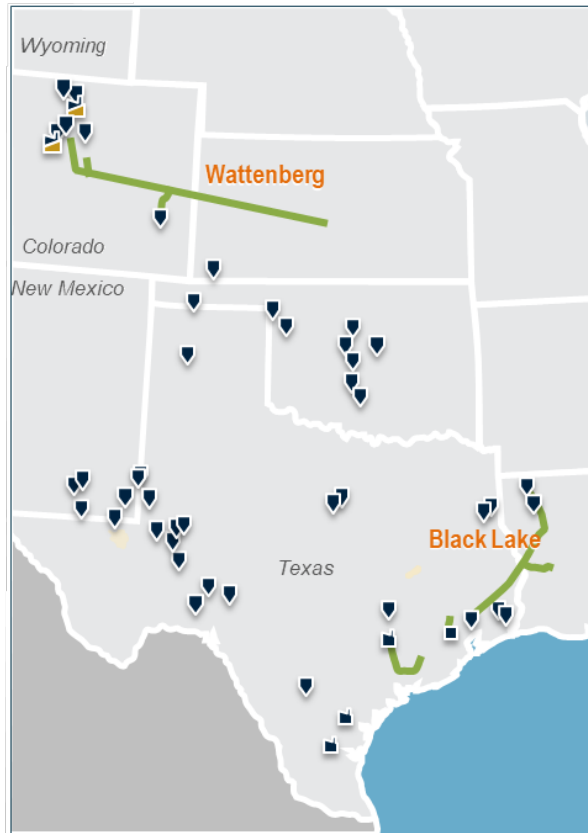 Wyoming
Wattenberg
Colorado
New Mexico
Black Lake
Texas